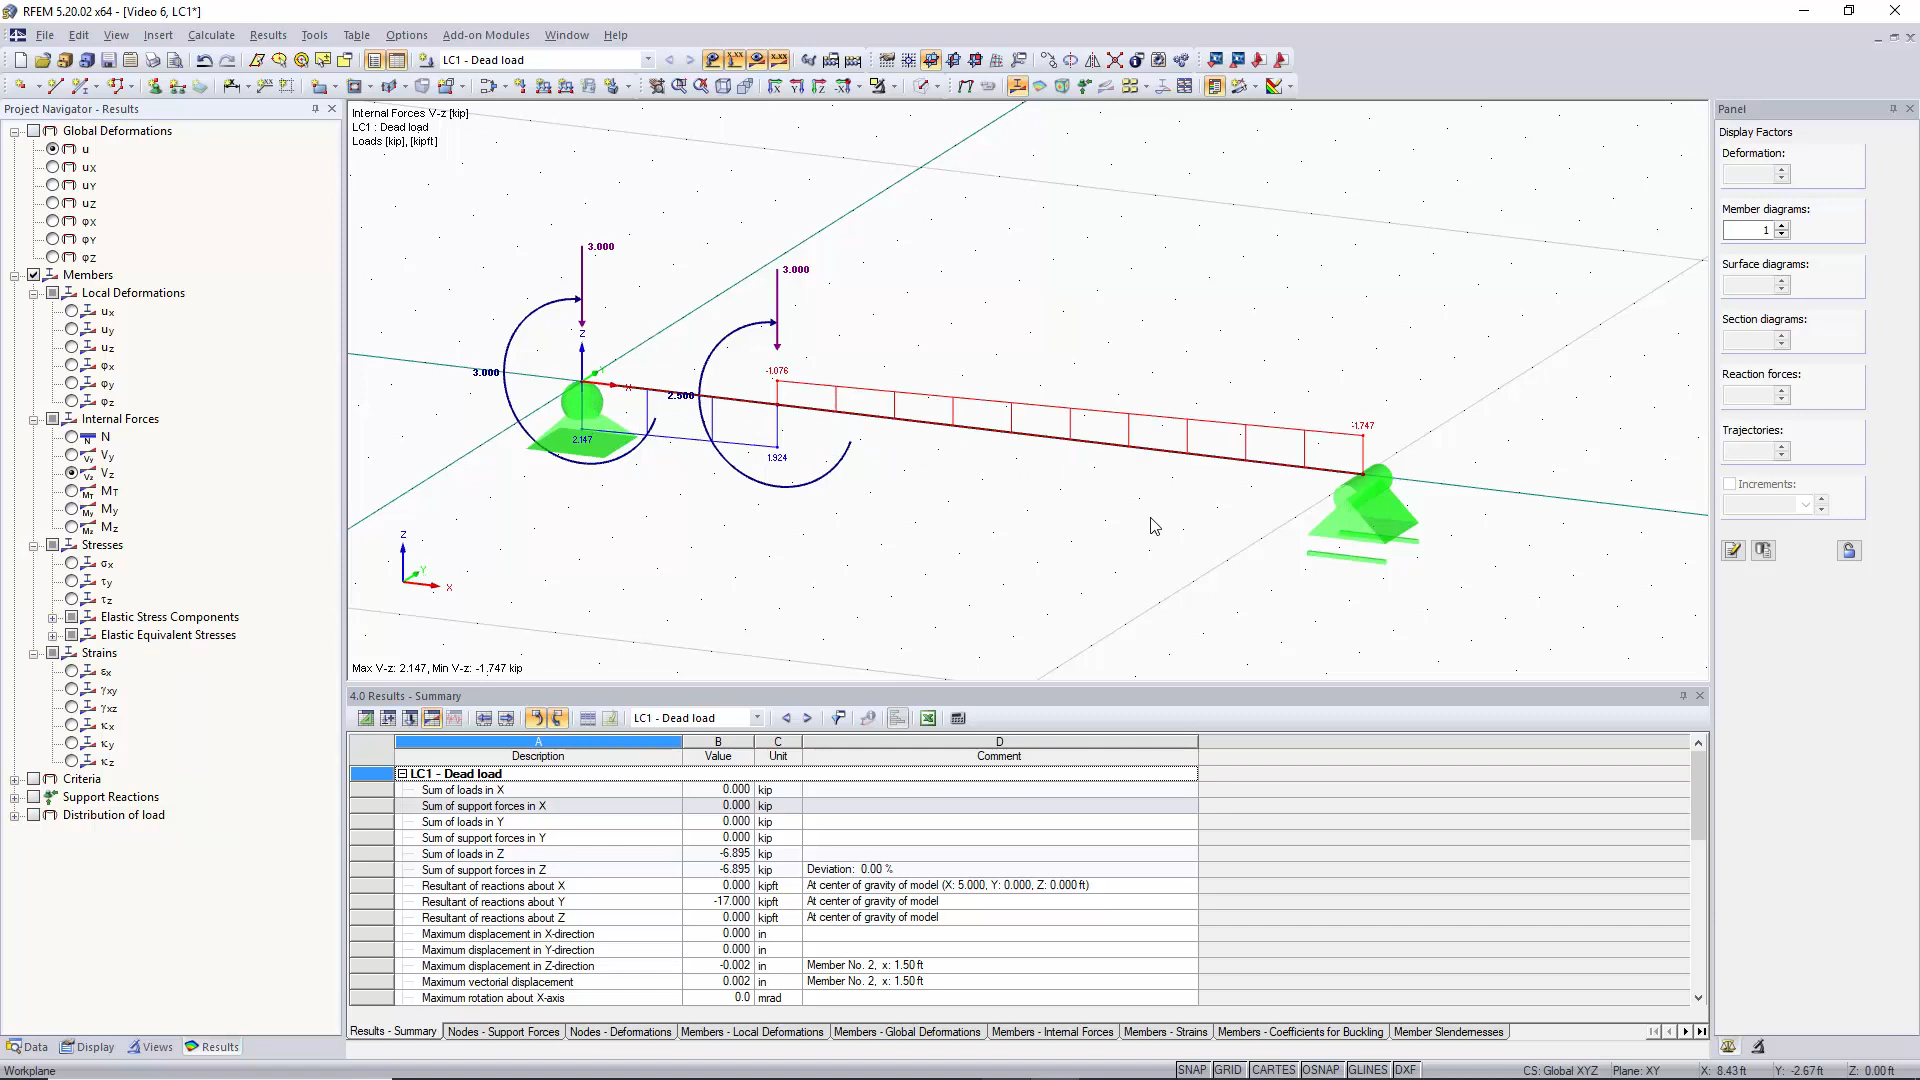 RFEM 5.20.02 x64 - [Video 6, LC1*]
File Edit View Insert Calculate Results Tools Table Options Add-on Modules Window Help
LC1 - Dead load
Project Navigator - Results
Global Deformations
u
uX
uY
uZ
φX
φY
φZ
Members
Local Deformations
ux
uy
uz
φx
φy
φz
Internal Forces
N
Vy
Vz
MT
My
Mz
Stresses
σx
τy
τz
Elastic Stress Components
Elastic Equivalent Stresses
Strains
εx
γxy
γxz
κx
κy
κz
Criteria
Support Reactions
Distribution of load
Data Display Views Results
Internal Forces V-z [kip]
LC1 : Dead load
Loads [kip], [kipft]
3.000
3.000
Z
Y
X
3.000
2.500
-1.076
2.147
1.924
-1.747
Z
Y
X
Max V-z: 2.147, Min V-z: -1.747 kip
Panel
Display Factors
Deformation:
Member diagrams:
1
Surface diagrams:
Section diagrams:
Reaction forces:
Trajectories:
Increments:
4.0 Results - Summary
LC1 - Dead load
A B C D
Description Value Unit Comment
LC1 - Dead load
Sum of loads in X 0.000 kip
Sum of support forces in X 0.000 kip
Sum of loads in Y 0.000 kip
Sum of support forces in Y 0.000 kip
Sum of loads in Z -6.895 kip
Sum of support forces in Z -6.895 kip Deviation: 0.00 %
Resultant of reactions about X 0.000 kipft At center of gravity of model (X: 5.000, Y: 0.000, Z: 0.000 ft)
Resultant of reactions about Y -17.000 kipft At center of gravity of model
Resultant of reactions about Z 0.000 kipft At center of gravity of model
Maximum displacement in X-direction 0.000 in
Maximum displacement in Y-direction 0.000 in
Maximum displacement in Z-direction -0.002 in Member No. 2, x: 1.50 ft
Maximum vectorial displacement 0.002 in Member No. 2, x: 1.50 ft
Maximum rotation about X-axis 0.0 mrad
Results - Summary Nodes - Support Forces Nodes - Deformations Members - Local Deformations Members - Global Deformations Members - Internal Forces Members - Strains Members - Coefficients for Buckling Member Slendernesses
Workplane SNAP GRID CARTES OSNAP GLINES DXF CS: Global XYZ Plane: XY X: 8.43 ft Y: -2.67 ft Z: 0.00 ft